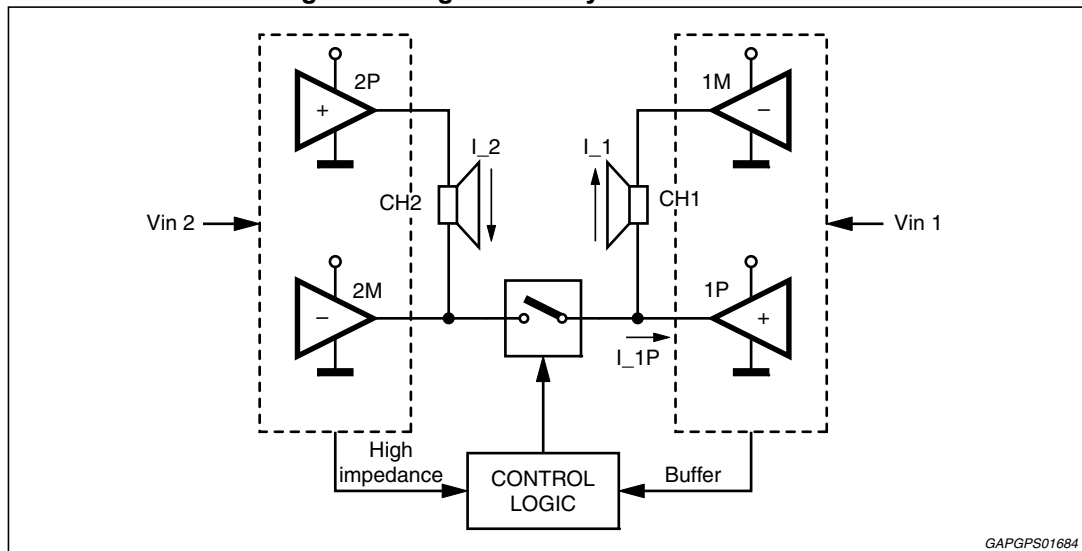 2P
+
1M
−
I_2
I_1
CH2
CH1
Vin 2
Vin 1
2M
−
1P
+
I_1P
High
impedance
CONTROL
LOGIC
Buffer
GAPGPS01684